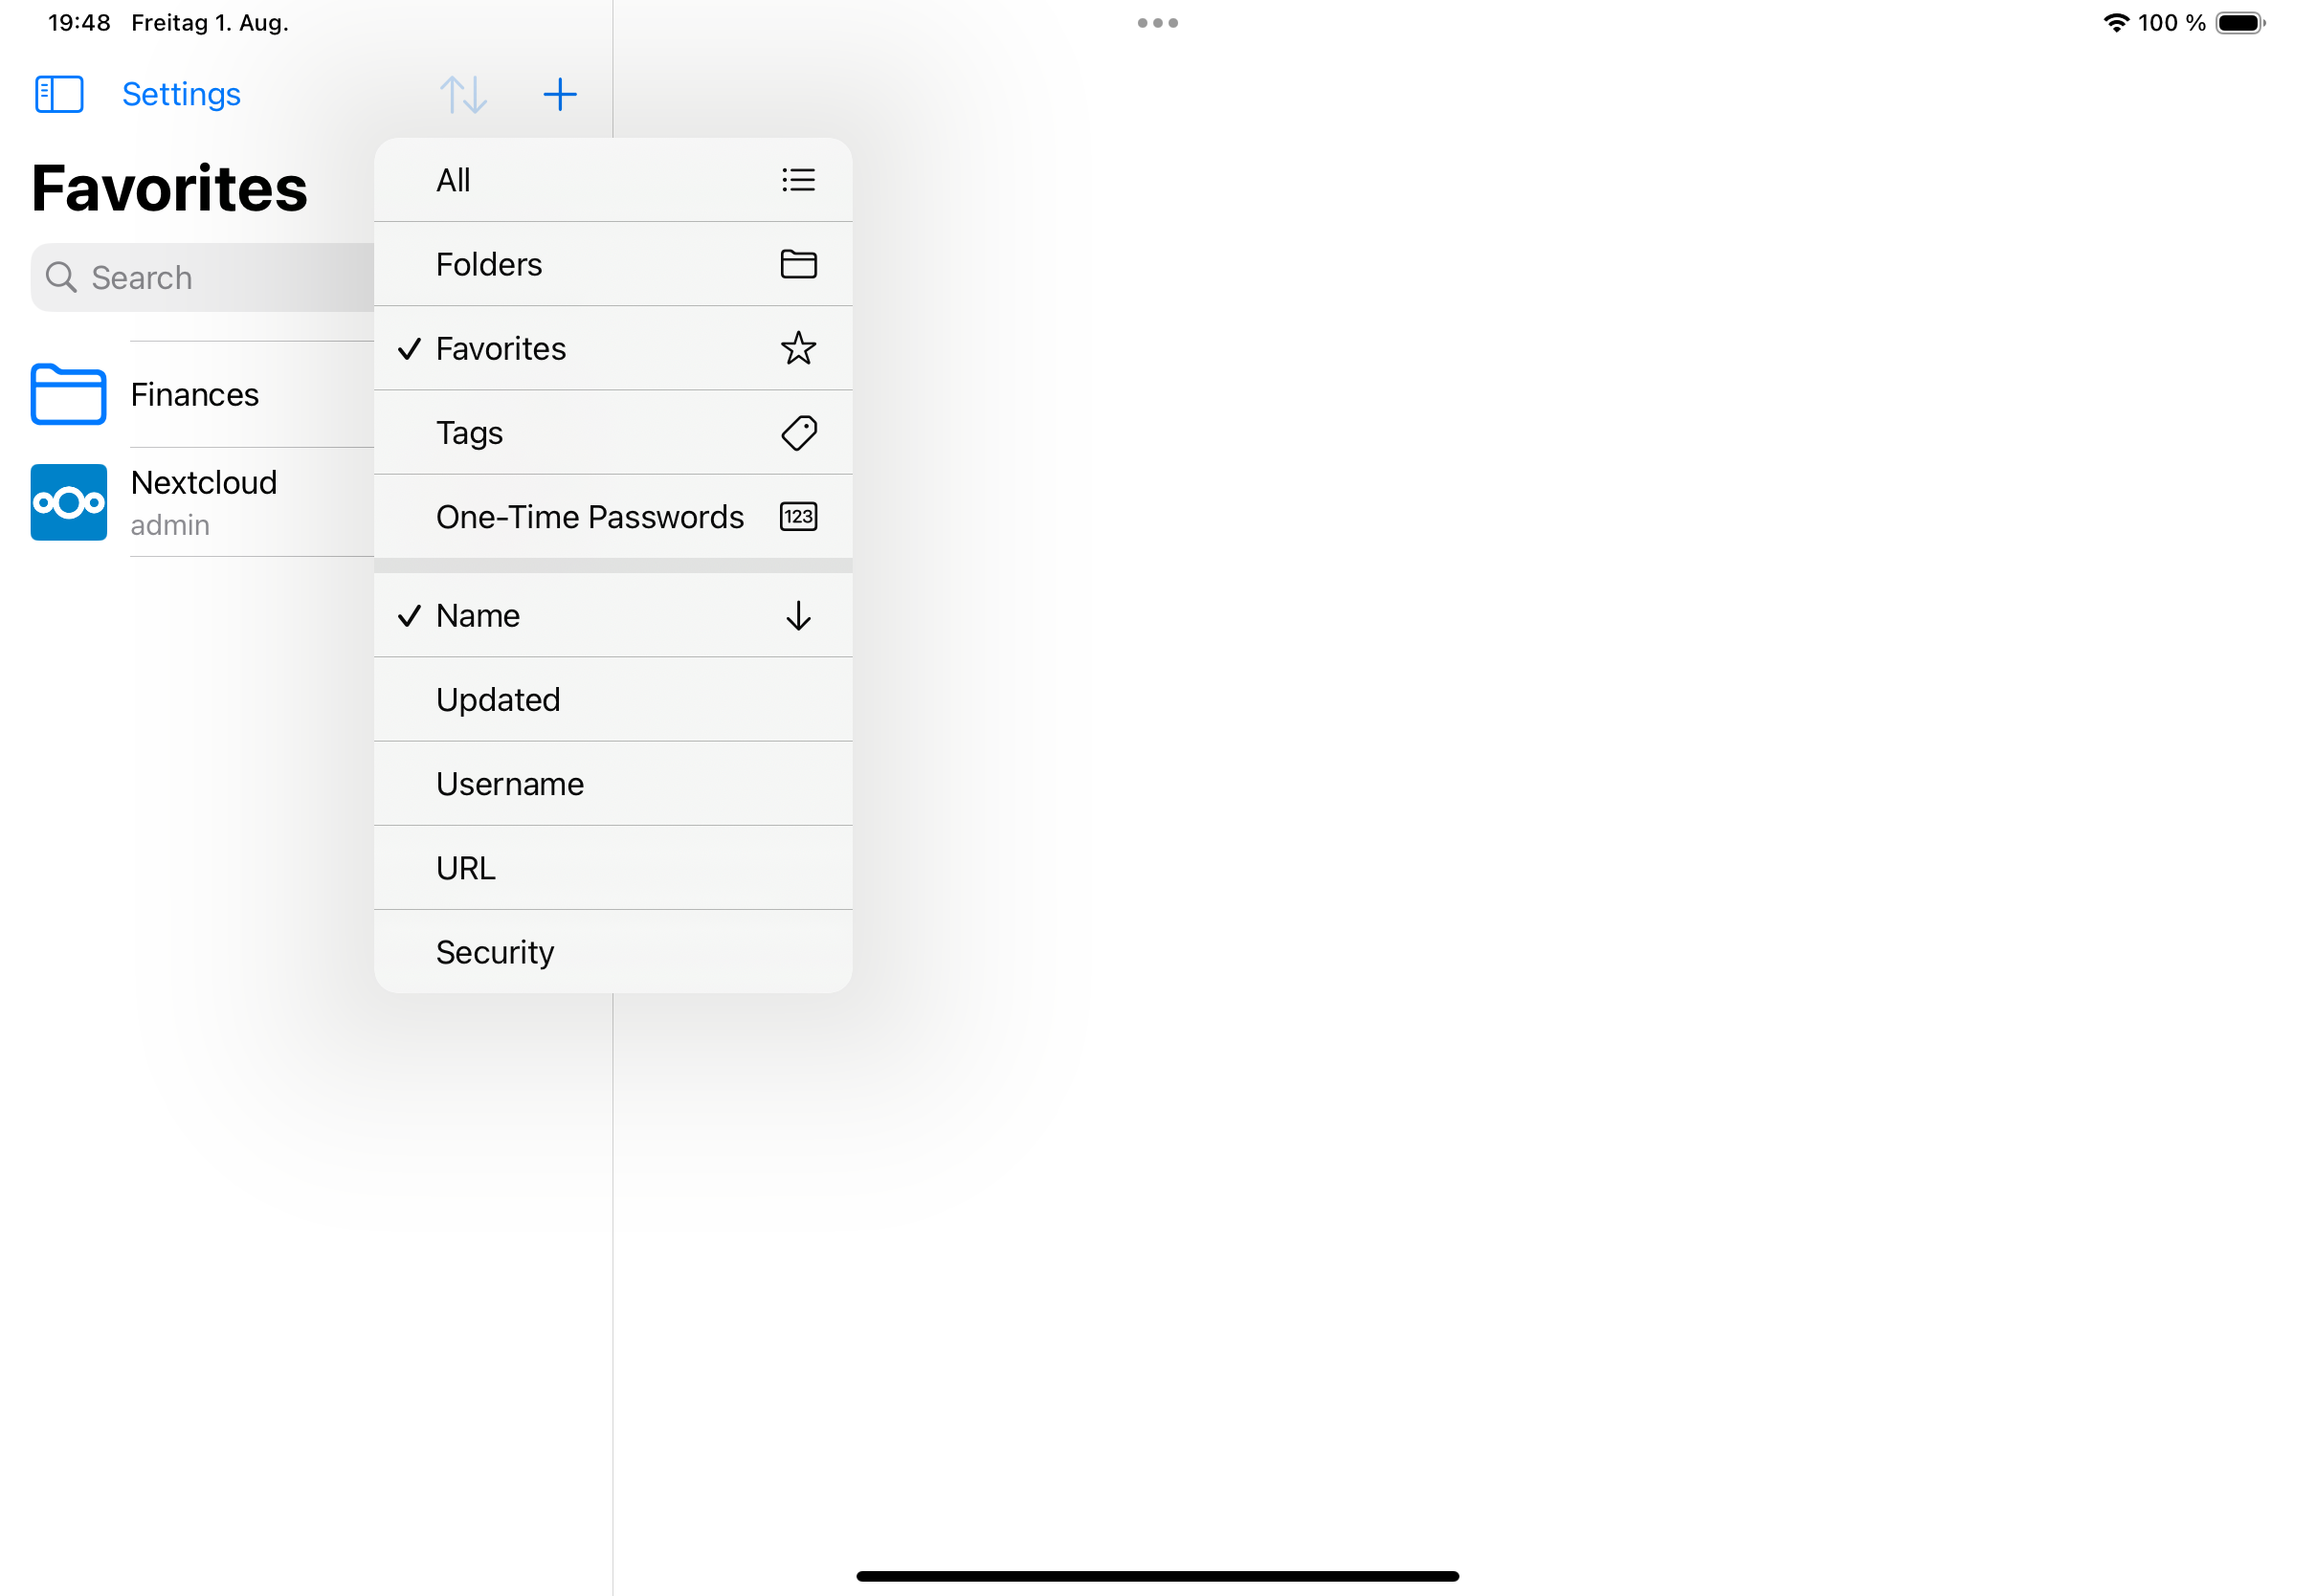 19:48 Freitag 1. Aug.
100 %
Settings
Favorites
Search
Finances
Nextcloud
admin
All
Folders
Favorites
Tags
One-Time Passwords
123
Name
Updated
Username
URL
Security